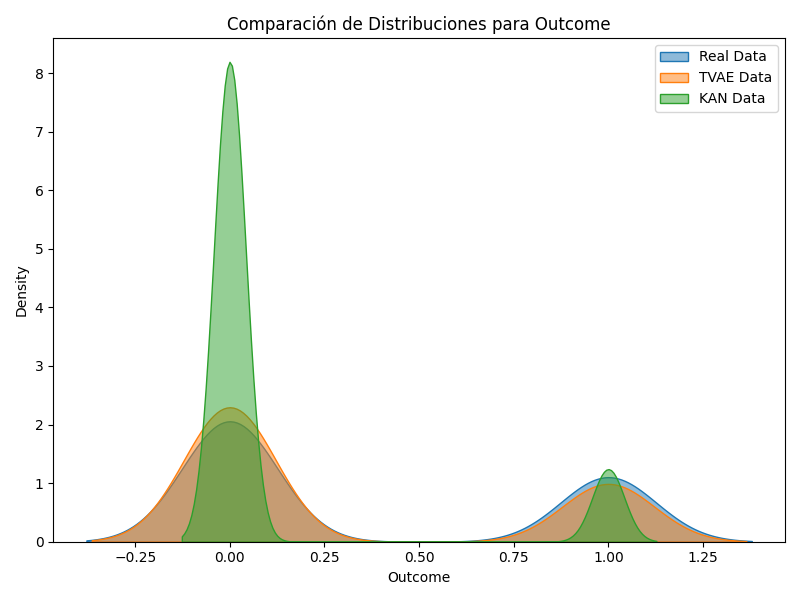 Comparación de Distribuciones para Outcome
Real Data
TVAE Data
KAN Data
Density
8
7
6
5
4
3
2
1
0
−0.25
0.00
0.25
0.50
0.75
1.00
1.25
Outcome